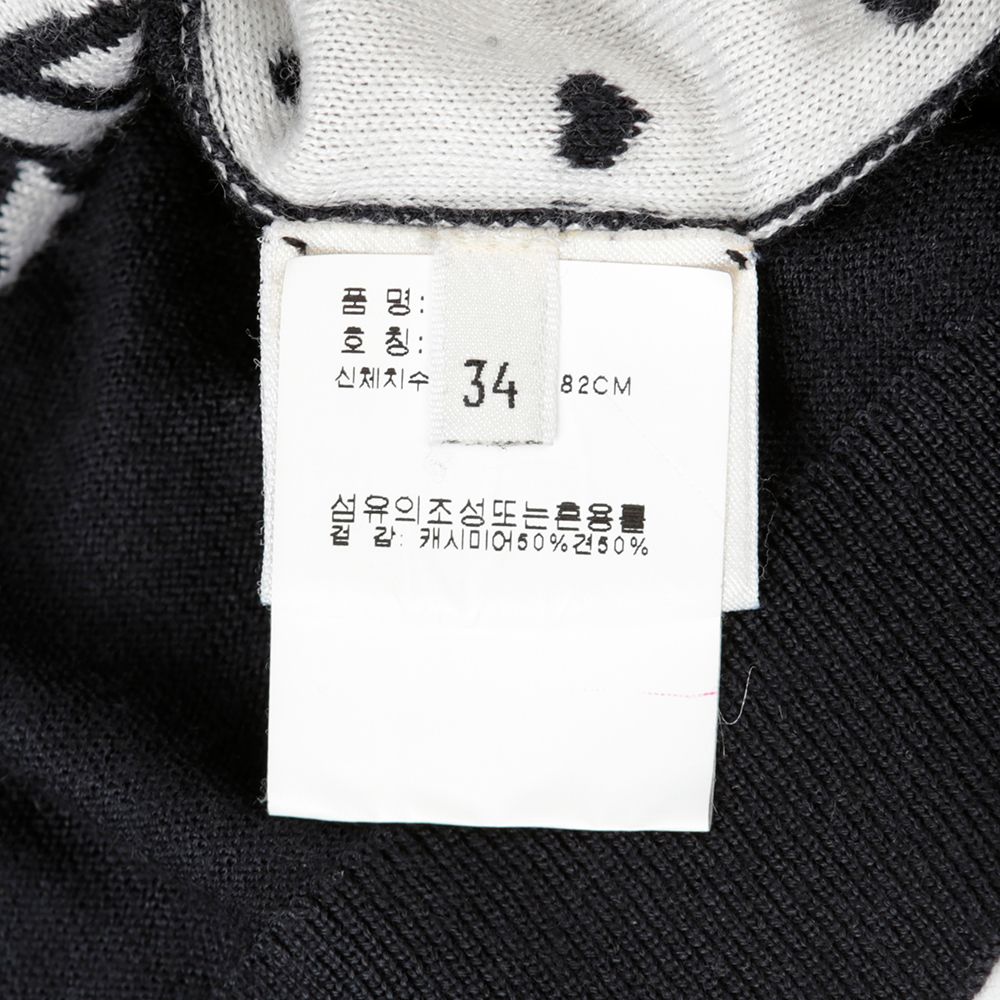 품 명:
호 칭:
신체치수 82CM
34
섬유의조성또는혼용률
겉 감: 캐시미어50%견50%